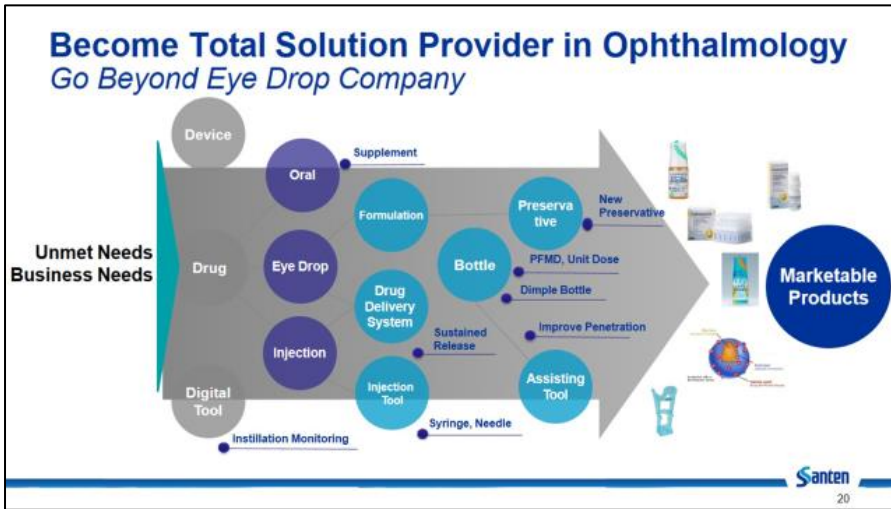 Become Total Solution Provider in Ophthalmology
Go Beyond Eye Drop Company
Unmet Needs
Business Needs
Device
Drug
Digital
Tool
Instillation Monitoring
Oral
Supplement
Eye Drop
Injection
Formulation
Drug
Delivery
System
Sustained
Release
Injection
Tool
Syringe, Needle
Bottle
Preserva
tive
New
Preservative
PFMD, Unit Dose
Dimple Bottle
Improve Penetration
Assisting
Tool
Marketable
Products
Santen
20